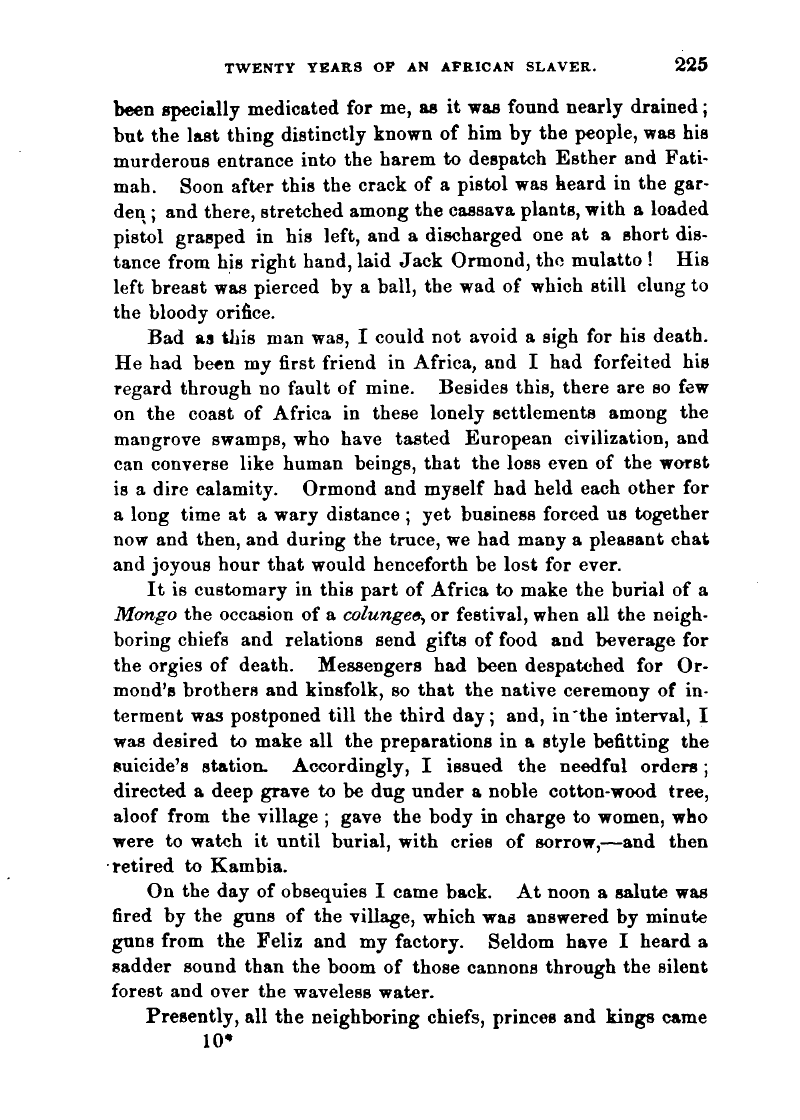 TWENTY YEARS OF AN AFRICAN SLAVER. 225
been specially medicated for me, as it was found nearly drained;
but the last thing distinctly known of him by the people, was his
murderous entrance into the harem to despatch Esther and Fati-
mah. Soon after this the crack of a pistol was heard in the gar-
den; and there, stretched among the cassava plants, with a loaded
pistol grasped in his left, and a discharged one at a short dis-
tance from his right hand, laid Jack Ormond, the mulatto! His
left breast was pierced by a ball, the wad of which still clung to
the bloody orifice.
Bad as this man was, I could not avoid a sigh for his death.
He had been my first friend in Africa, and I had forfeited his
regard through no fault of mine. Besides this, there are so few
on the coast of Africa in these lonely settlements among the
mangrove swamps, who have tasted European civilization, and
can converse like human beings, that the loss even of the worst
is a dire calamity. Ormond and myself had held each other for
a long time at a wary distance; yet business forced us together
now and then, and during the truce, we had many a pleasant chat
and joyous hour that would henceforth be lost for ever.
It is customary in this part of Africa to make the burial of a
Mongo the occasion of a colungee, or festival, when all the neigh-
boring chiefs and relations send gifts of food and beverage for
the orgies of death. Messengers had been despatched for Or-
mond's brothers and kinsfolk, so that the native ceremony of in-
terment was postponed till the third day; and, in the interval, I
was desired to make all the preparations in a style befitting the
suicide's station. Accordingly, I issued the needful orders;
directed a deep grave to be dug under a noble cotton-wood tree,
aloof from the village; gave the body in charge to women, who
were to watch it until burial, with cries of sorrow,—and then
retired to Kambia.
On the day of obsequies I came back. At noon a salute was
fired by the guns of the village, which was answered by minute
guns from the Feliz and my factory. Seldom have I heard a
sadder sound than the boom of those cannons through the silent
forest and over the waveless water.
Presently, all the neighboring chiefs, princes and kings came
10*